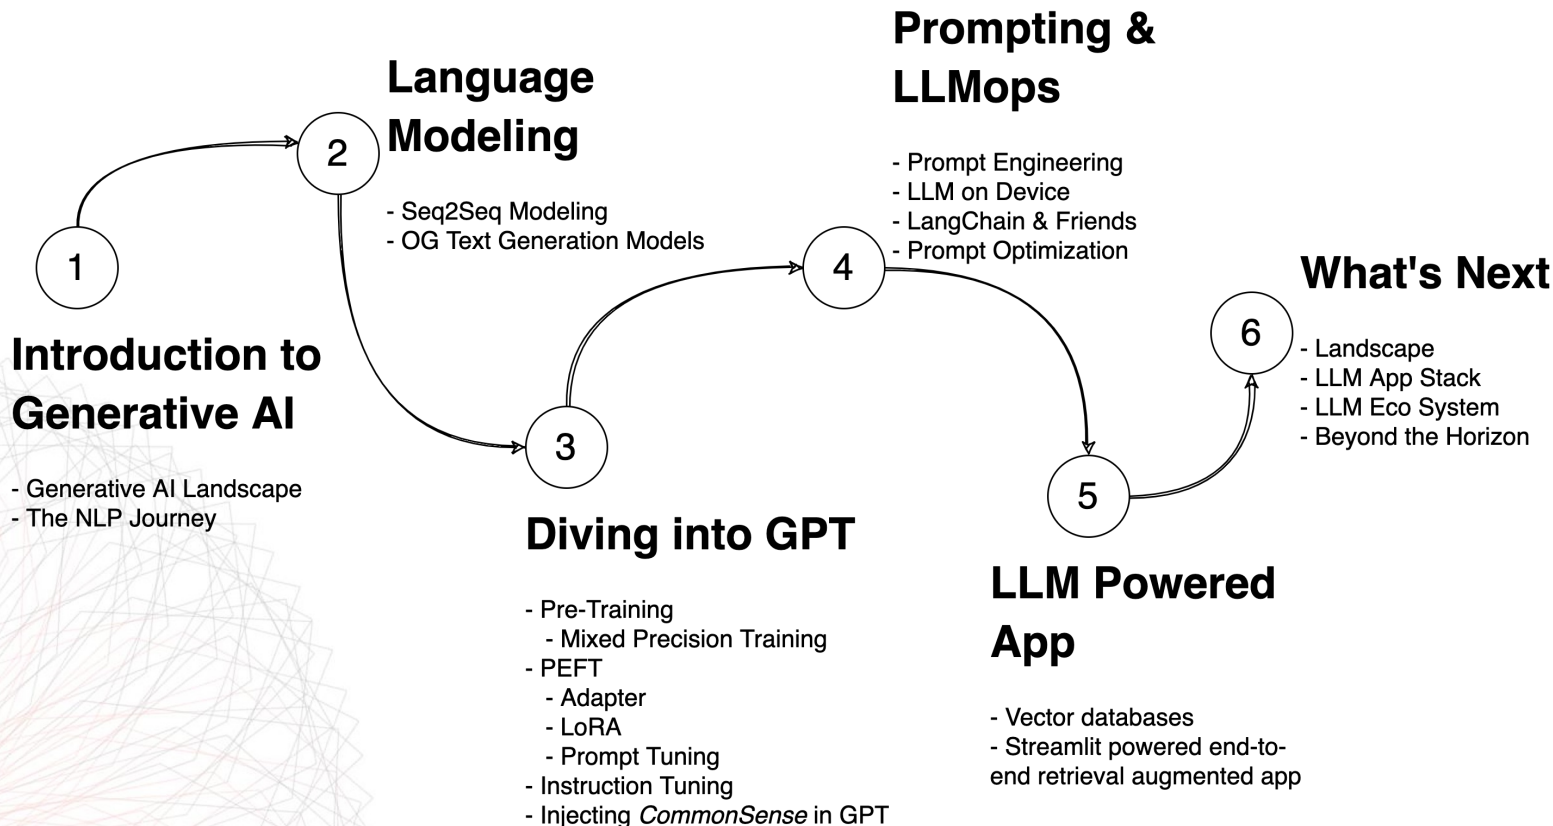 1
Introduction to
Generative AI
- Generative AI Landscape
- The NLP Journey
2
Language
Modeling
- Seq2Seq Modeling
- OG Text Generation Models
3
Diving into GPT
- Pre-Training
- Mixed Precision Training
- PEFT
- Adapter
- LoRA
- Prompt Tuning
- Instruction Tuning
- Injecting CommonSense in GPT
4
Prompting &
LLMops
- Prompt Engineering
- LLM on Device
- LangChain & Friends
- Prompt Optimization
5
LLM Powered
App
- Vector databases
- Streamlit powered end-to-
end retrieval augmented app
6
What's Next
- Landscape
- LLM App Stack
- LLM Eco System
- Beyond the Horizon